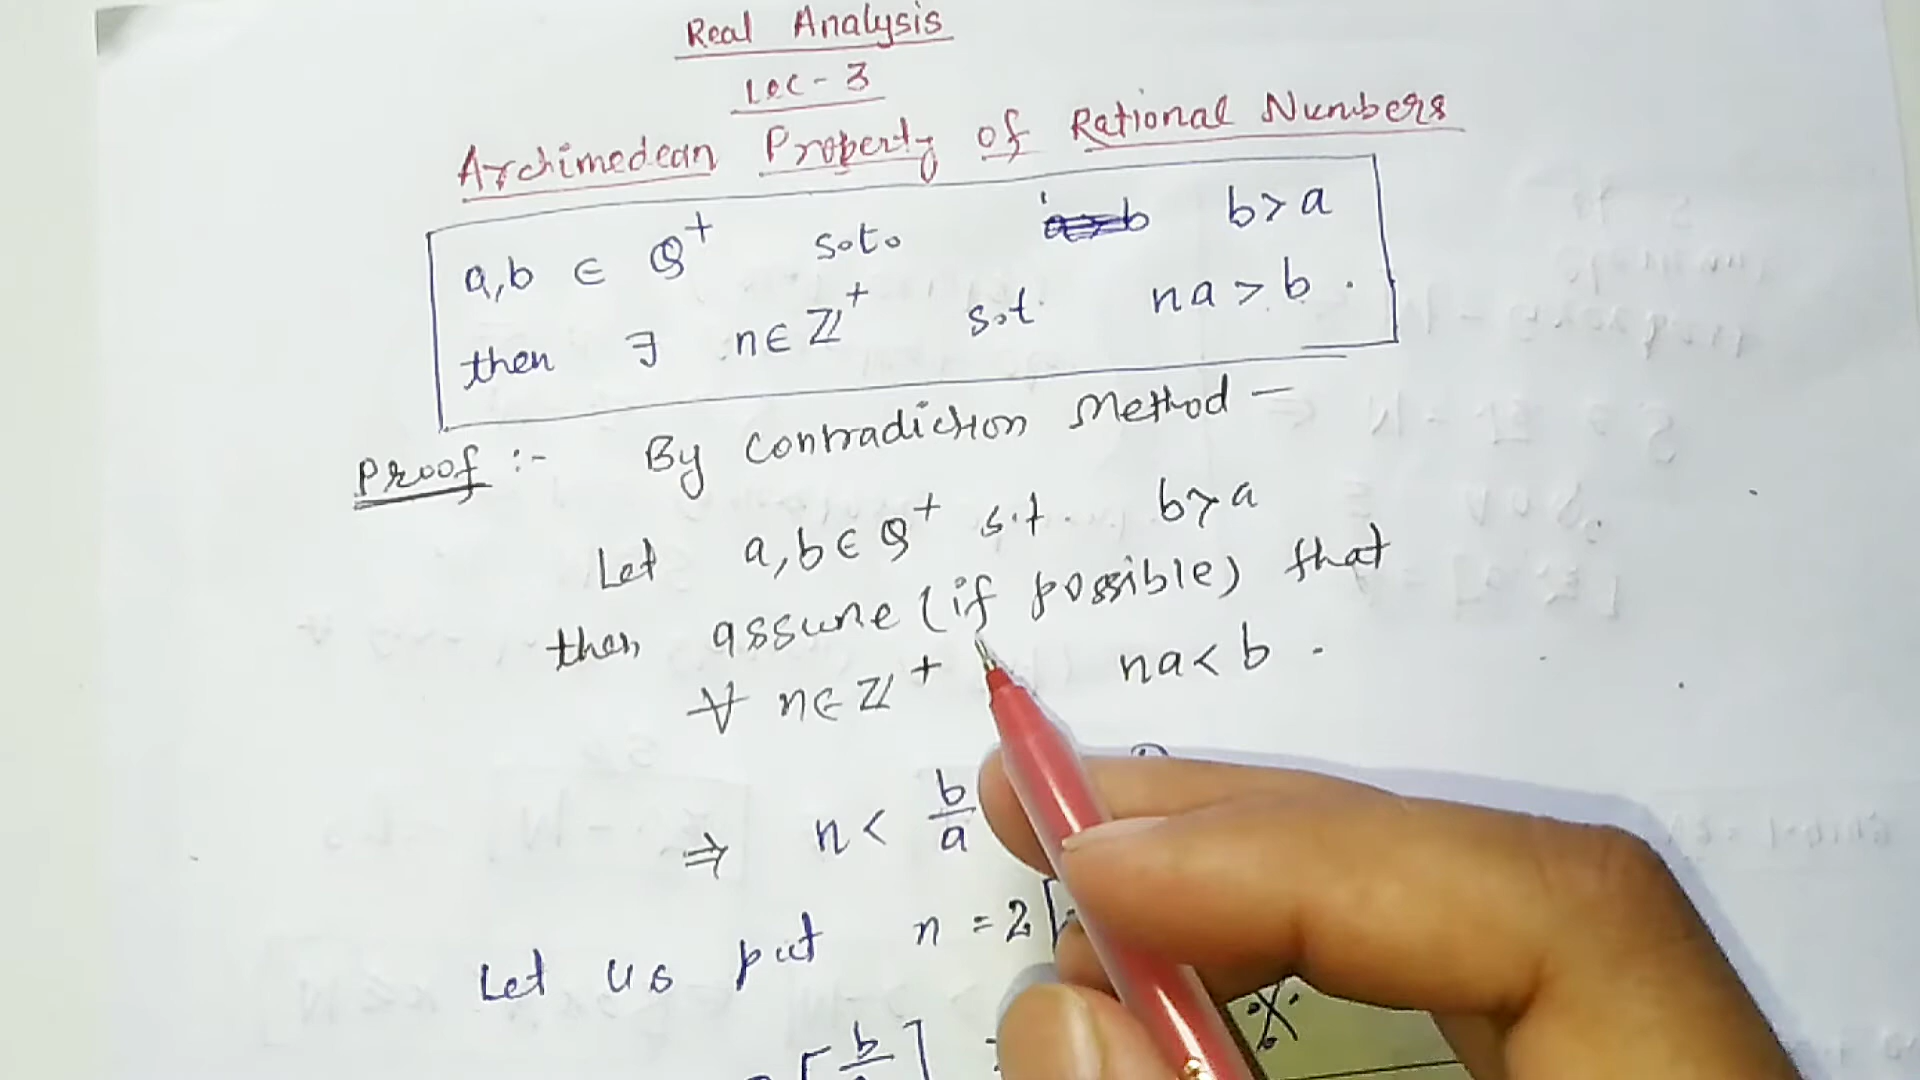 Real Analysis
Lec - 3
Archimedean Property of Rational Numbers
a,b ∈ Q⁺ s.t. b > a
then ∃ n ∈ Z⁺ s.t. na > b .
Proof :- By contradiction Method -
Let a,b ∈ Q⁺ s.t. b > a
then assume (if possible) that
∀ n ∈ Z⁺ na < b .
⇒ n < b/a
Let us put n = 2[
[b/